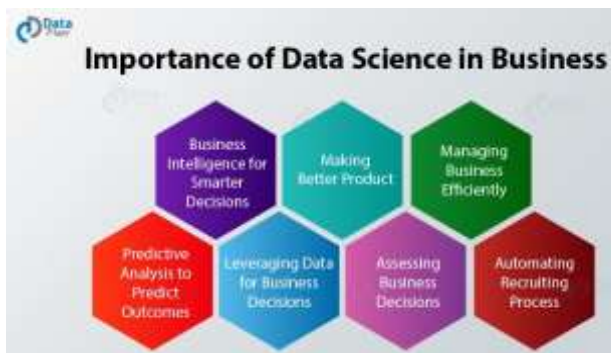 Data
Flair
Importance of Data Science in Business
Business
Intelligence for
Smarter
Decisions
Making
Better Product
Managing
Business
Efficiently
Predictive
Analysis to
Predict
Outcomes
Leveraging Data
for Business
Decisions
Assessing
Business
Decisions
Automating
Recruiting
Process